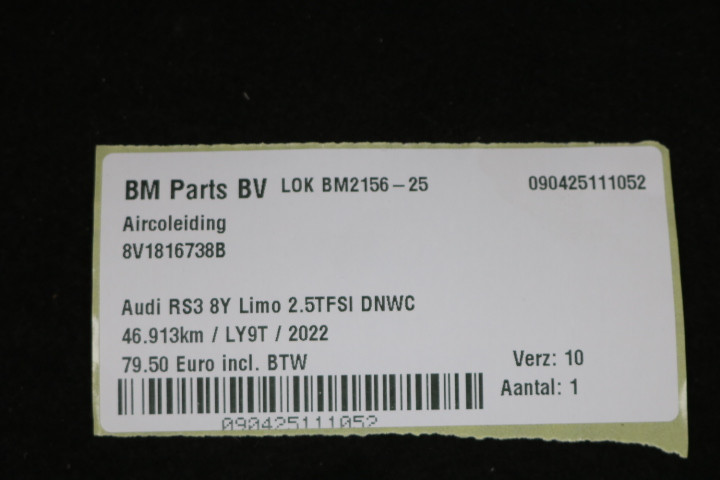 BM Parts BV LOK BM2156-25 090425111052
Aircoleiding
8V1816738B
Audi RS3 8Y Limo 2.5TFSI DNWC
46.913km / LY9T / 2022
79.50 Euro incl. BTW Verz: 10
Aantal: 1
090425111052